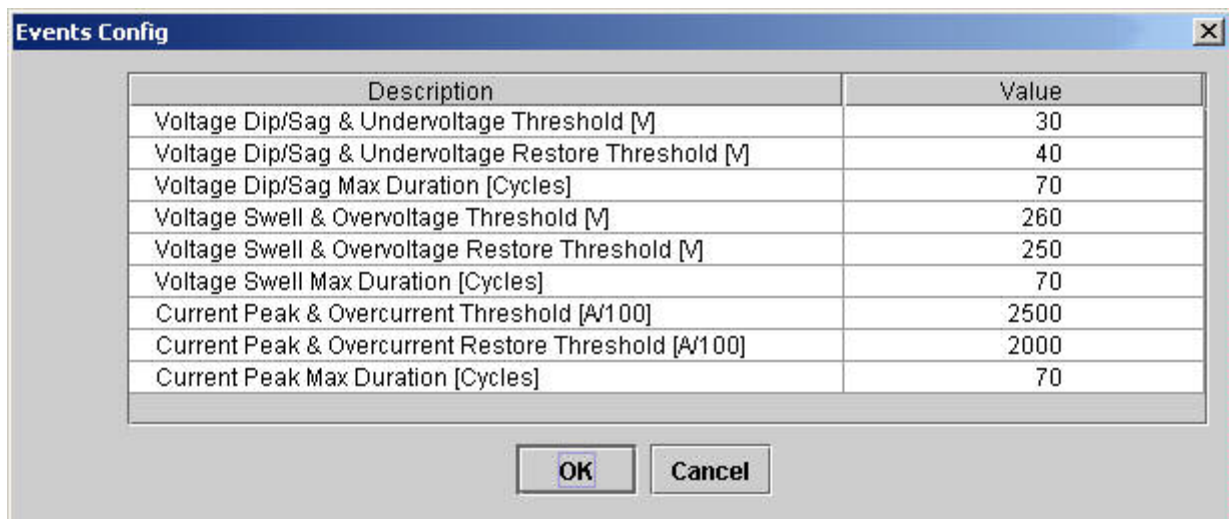 Events Config
Description Value
Voltage Dip/Sag & Undervoltage Threshold [V] 30
Voltage Dip/Sag & Undervoltage Restore Threshold [V] 40
Voltage Dip/Sag Max Duration [Cycles] 70
Voltage Swell & Overvoltage Threshold [V] 260
Voltage Swell & Overvoltage Restore Threshold [V] 250
Voltage Swell Max Duration [Cycles] 70
Current Peak & Overcurrent Threshold [A/100] 2500
Current Peak & Overcurrent Restore Threshold [A/100] 2000
Current Peak Max Duration [Cycles] 70
OK Cancel